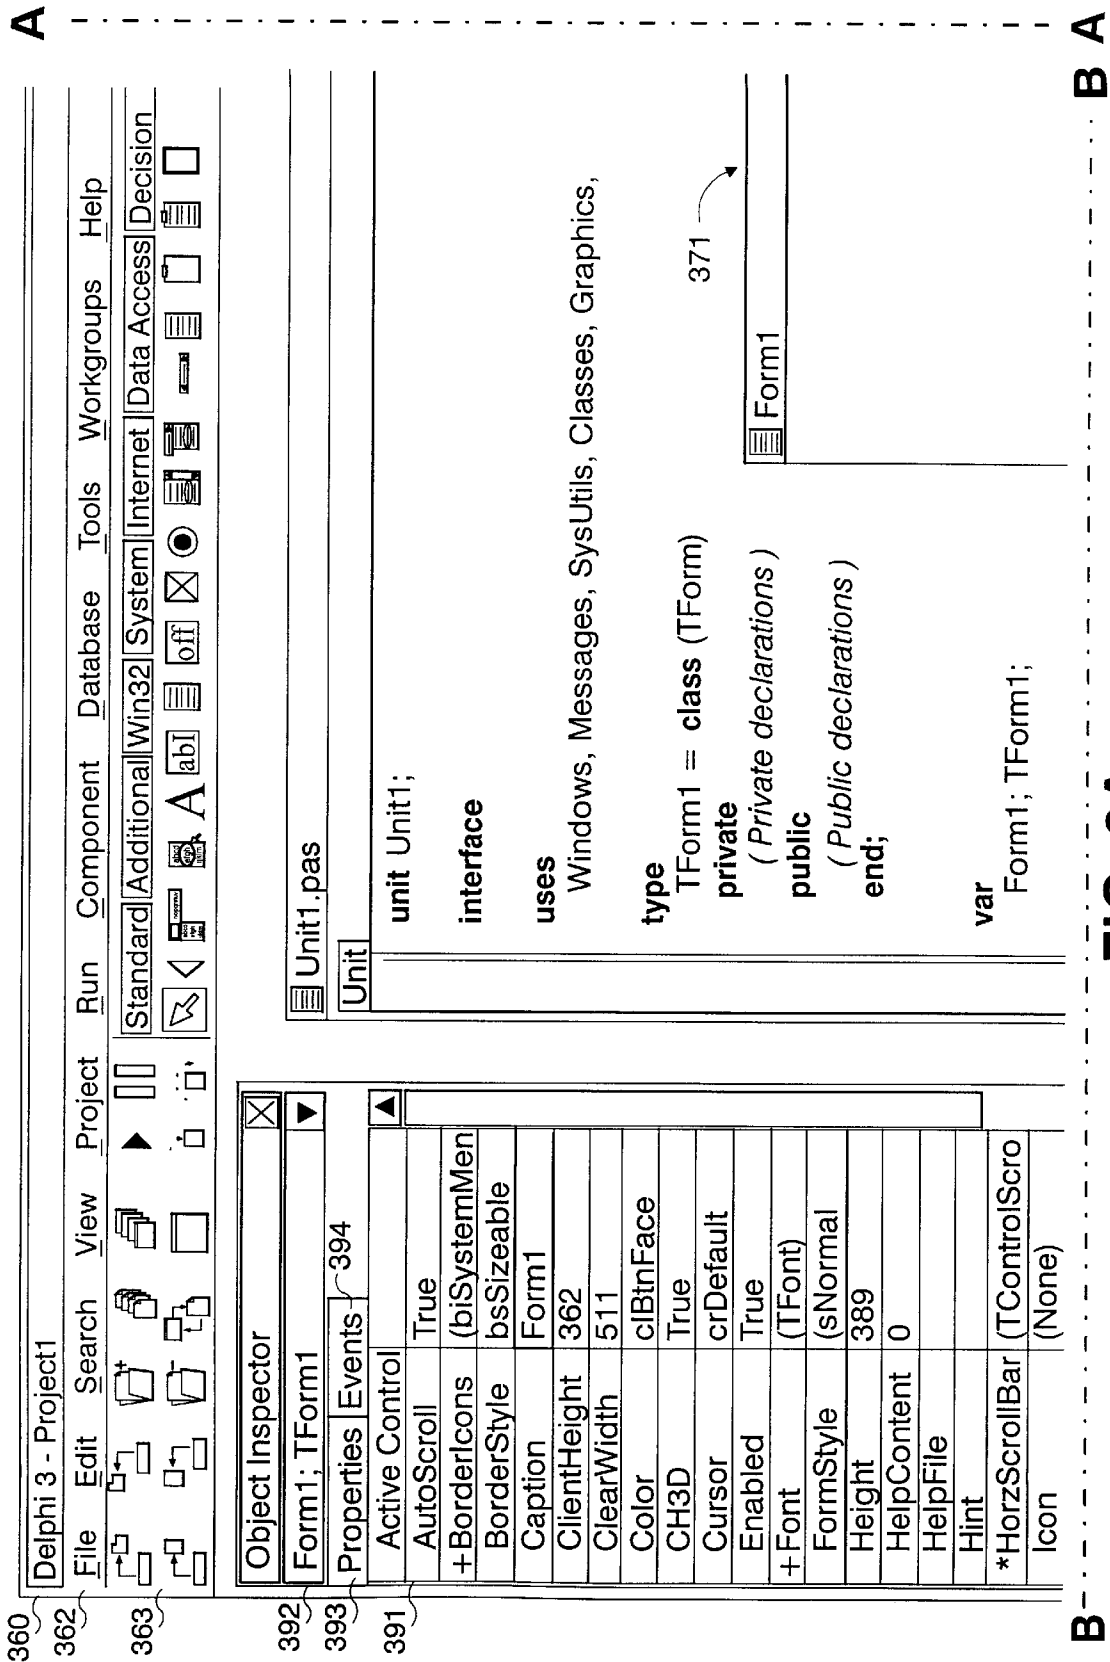 A
360
Delphi 3 - Project1
362
File Edit Search View Project Run Component Database Tools Workgroups Help
363
Standard Additional Win32 System Internet Data Access Decision
A abI off
Object Inspector
392
Form1; TForm1
393
Properties Events
394
391
Active Control
AutoScroll True
+BorderIcons (biSystemMen
BorderStyle bsSizeable
Caption Form1
ClientHeight 362
ClearWidth 511
Color clBtnFace
CH3D True
Cursor crDefault
Enabled True
+Font (TFont)
FormStyle (sNormal
Height 389
HelpContent 0
HelpFile
Hint
*HorzScrollBar (TControlScro
Icon (None)
Unit1.pas
Unit
unit Unit1;
interface
uses
Windows, Messages, SysUtils, Classes, Graphics,
type
TForm1 = class (TForm)
private
( Private declarations )
public
( Public declarations )
end;
var
Form1; TForm1;
371
Form1
B
B
A